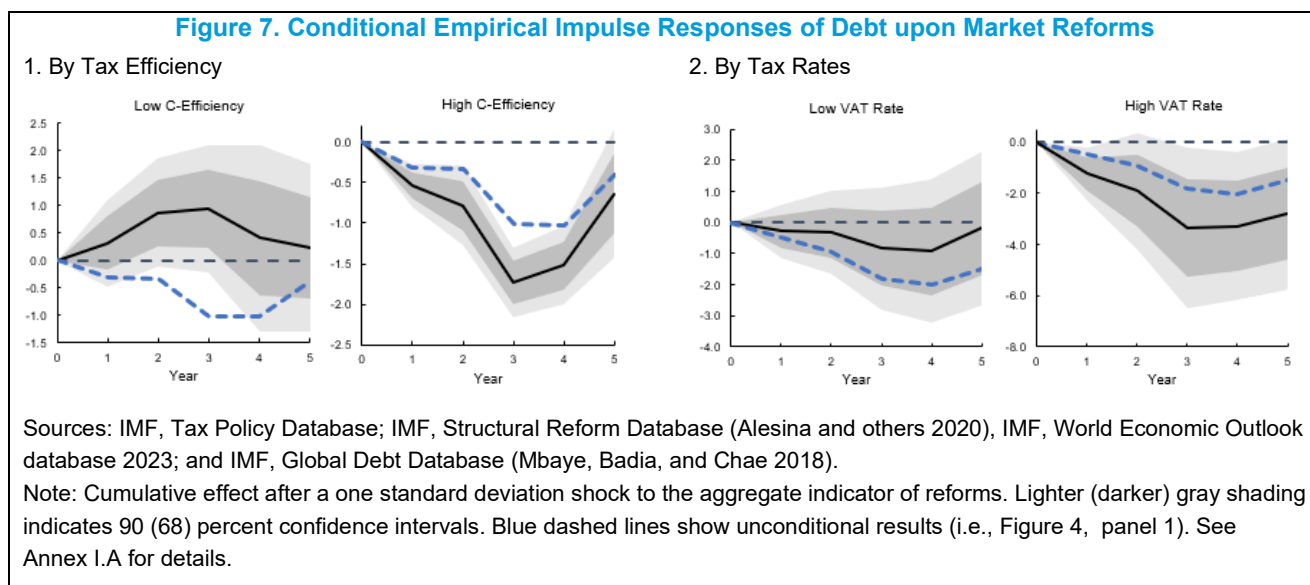 Figure 7. Conditional Empirical Impulse Responses of Debt upon Market Reforms
1. By Tax Efficiency
2. By Tax Rates
Low C-Efficiency
2.5
2.0
1.5
1.0
0.5
0.0
-0.5
-1.0
-1.5
0 1 2 3 4 5
Year
High C-Efficiency
0.0
-0.5
-1.0
-1.5
-2.0
-2.5
0 1 2 3 4 5
Year
Low VAT Rate
3.0
2.0
1.0
0.0
-1.0
-2.0
-3.0
-4.0
0 1 2 3 4 5
Year
High VAT Rate
0.0
-2.0
-4.0
-6.0
-8.0
0 1 2 3 4 5
Year
Sources: IMF, Tax Policy Database; IMF, Structural Reform Database (Alesina and others 2020), IMF, World Economic Outlook
database 2023; and IMF, Global Debt Database (Mbaye, Badia, and Chae 2018).
Note: Cumulative effect after a one standard deviation shock to the aggregate indicator of reforms. Lighter (darker) gray shading
indicates 90 (68) percent confidence intervals. Blue dashed lines show unconditional results (i.e., Figure 4, panel 1). See
Annex I.A for details.